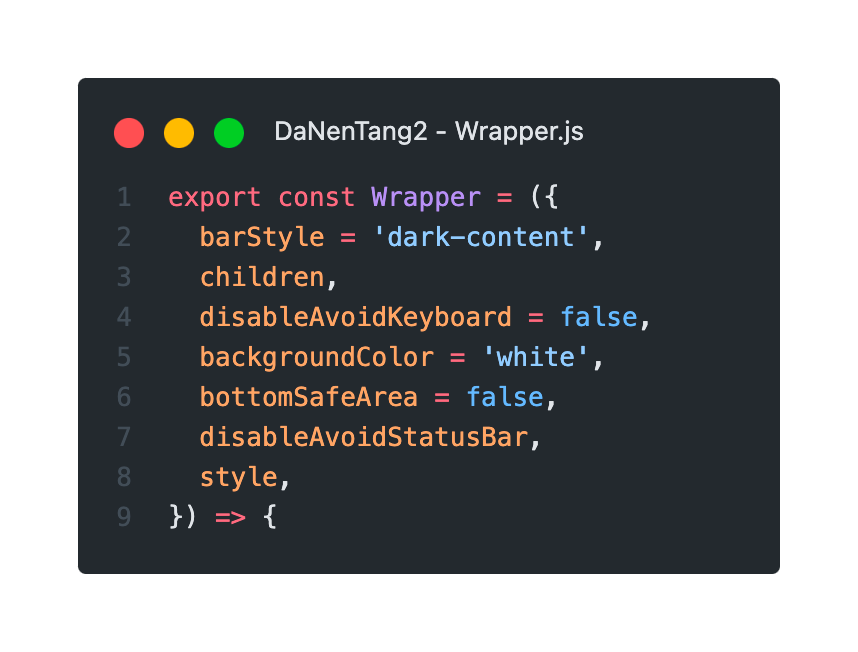 DaNenTang2 - Wrapper.js
1 export const Wrapper = ({
2   barStyle = 'dark-content',
3   children,
4   disableAvoidKeyboard = false,
5   backgroundColor = 'white',
6   bottomSafeArea = false,
7   disableAvoidStatusBar,
8   style,
9 }) => {